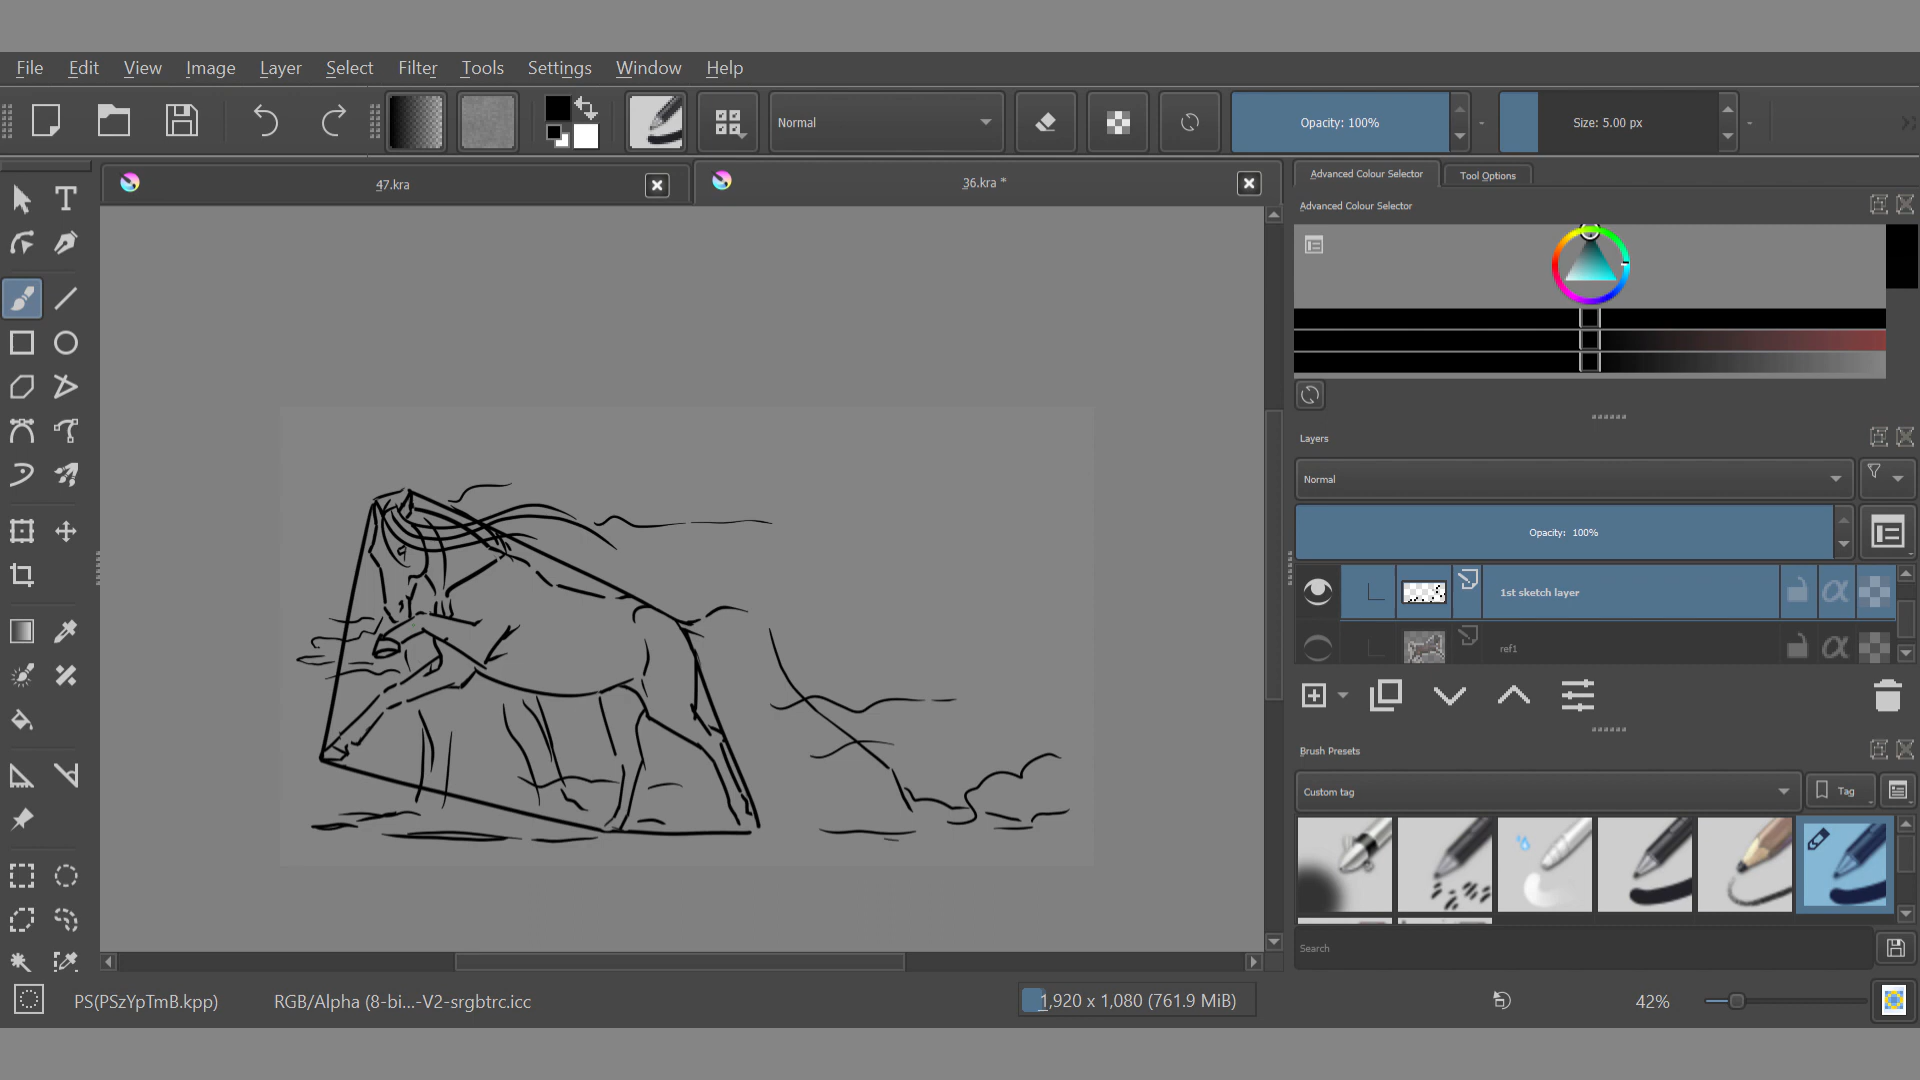 File Edit View Image Layer Select Filter Tools Settings Window Help
Normal
Opacity: 100%
Size: 5.00 px
47.kra
36.kra *
Advanced Colour Selector
Tool Options
Advanced Colour Selector
Layers
Normal
Opacity: 100%
1st sketch layer
ref1
Brush Presets
Custom tag
Tag
Search
PS(PSzYpTmB.kpp)
RGB/Alpha (8-bi...-V2-srgbtrc.icc
1,920 x 1,080 (761.9 MiB)
42%